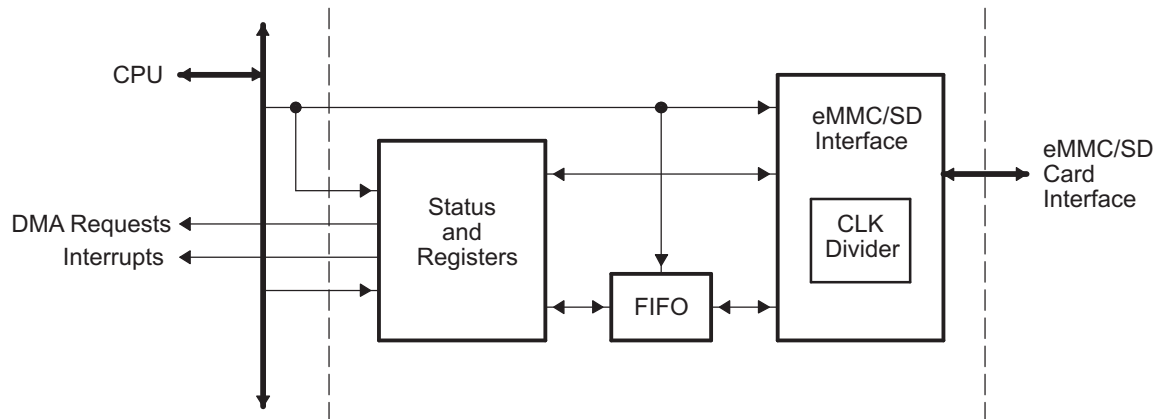 CPU
DMA Requests
Interrupts
Status
and
Registers
FIFO
eMMC/SD
Interface
CLK
Divider
eMMC/SD
Card
Interface